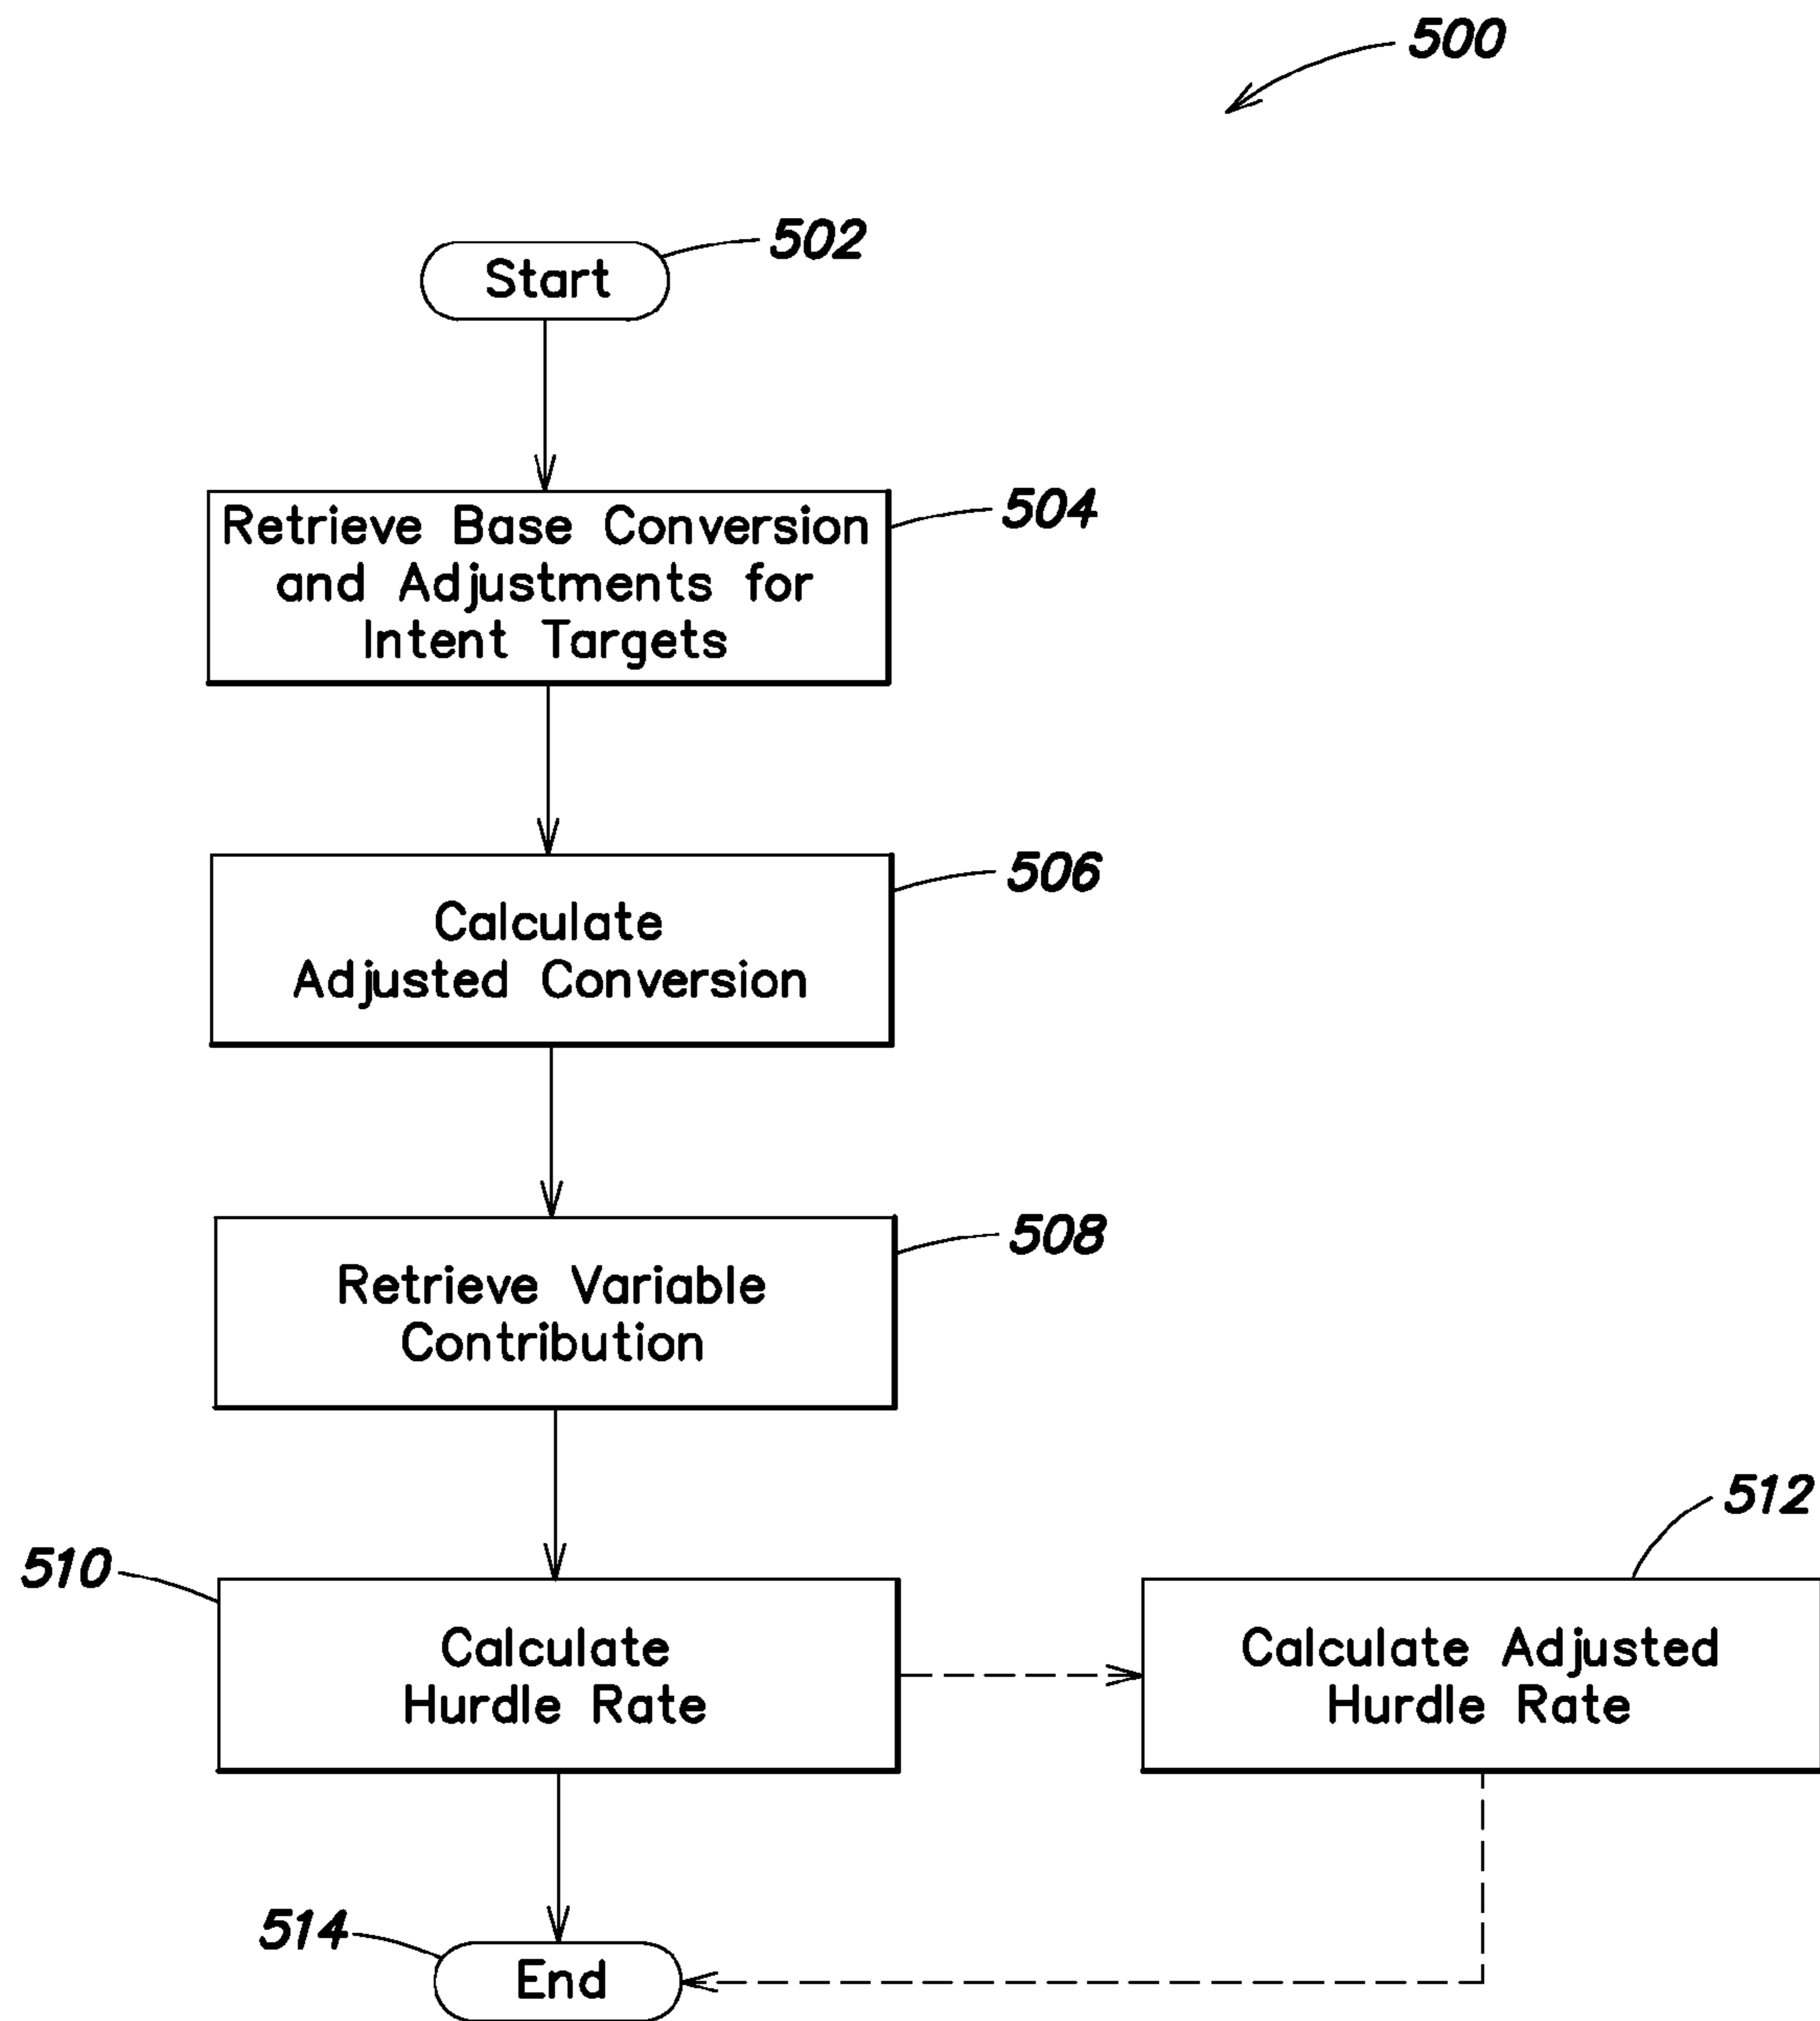 500
502
Start
504
Retrieve Base Conversion
and Adjustments for
Intent Targets
506
Calculate
Adjusted Conversion
508
Retrieve Variable
Contribution
510
Calculate
Hurdle Rate
512
Calculate Adjusted
Hurdle Rate
514
End